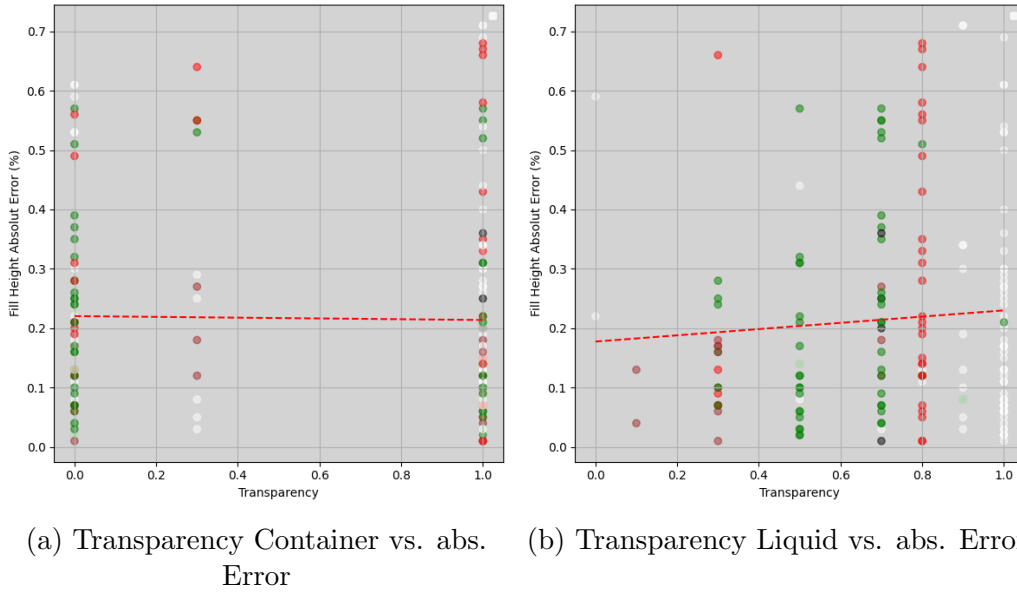 0.7
0.6
0.5
0.4
0.3
0.2
0.1
0.0
Fill Height Absolut Error (%)
0.0 0.2 0.4 0.6 0.8 1.0
Transparency
(a) Transparency Container vs. abs.
Error
0.7
0.6
0.5
0.4
0.3
0.2
0.1
0.0
Fill Height Absolut Error (%)
0.0 0.2 0.4 0.6 0.8 1.0
Transparency
(b) Transparency Liquid vs. abs. Error